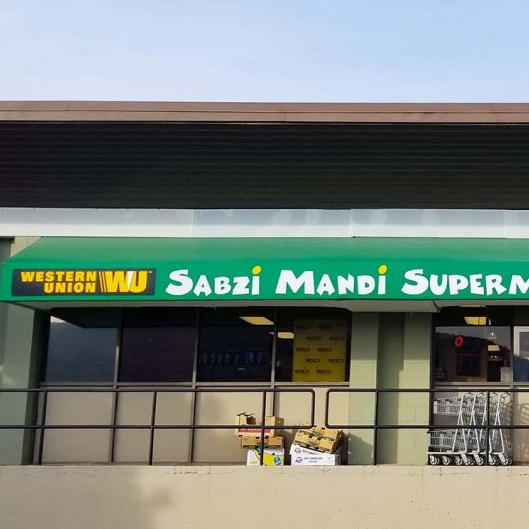 WESTERN
UNION WU
SABZI MANDI SUPERM